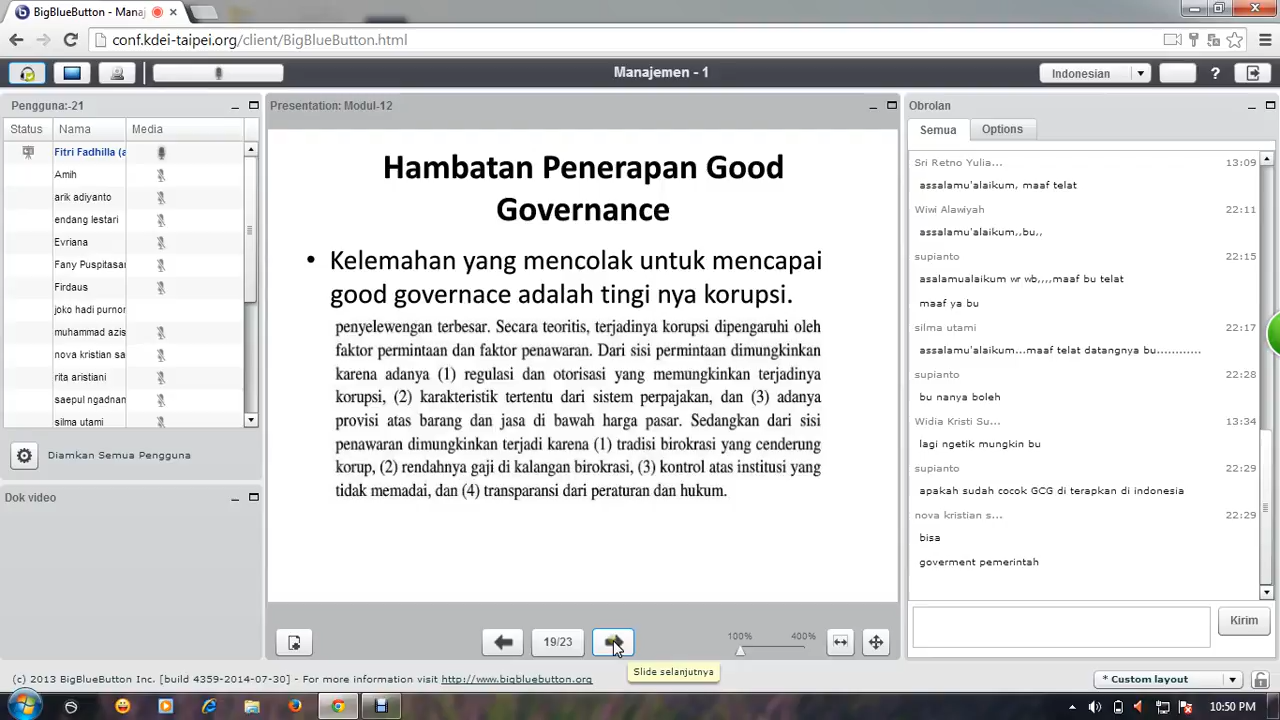 BigBlueButton - Manaj
conf.kdei-taipei.org/client/BigBlueButton.html
Manajemen - 1
Indonesian
?
Pengguna:-21
Status Nama Media
Fitri Fadhilla (a
Amih
arik adiyanto
endang lestari
Evriana
Fany Puspitasar
Firdaus
joko hadi purnor
muhammad azis
nova kristian sa
rita aristiani
saepul ngadnan
silma utami
Diamkan Semua Pengguna
Dok video
Presentation: Modul-12
Hambatan Penerapan Good
Governance
• Kelemahan yang mencolak untuk mencapai
good governace adalah tingi nya korupsi.
penyelewengan terbesar. Secara teoritis, terjadinya korupsi dipengaruhi oleh
faktor permintaan dan faktor penawaran. Dari sisi permintaan dimungkinkan
karena adanya (1) regulasi dan otorisasi yang memungkinkan terjadinya
korupsi, (2) karakteristik tertentu dari sistem perpajakan, dan (3) adanya
provisi atas barang dan jasa di bawah harga pasar. Sedangkan dari sisi
penawaran dimungkinkan terjadi karena (1) tradisi birokrasi yang cenderung
korup, (2) rendahnya gaji di kalangan birokrasi, (3) kontrol atas institusi yang
tidak memadai, dan (4) transparansi dari peraturan dan hukum.
19/23
100% 400%
Slide selanjutnya
Obrolan
Semua Options
Sri Retno Yulia... 13:09
assalamu'alaikum, maaf telat
Wiwi Alawiyah 22:11
assalamu'alaikum,,bu,,
supianto 22:15
asalamualaikum wr wb,,,,maaf bu telat
maaf ya bu
silma utami 22:17
assalamu'alaikum...maaf telat datangnya bu............
supianto 22:28
bu nanya boleh
Widia Kristi Su... 13:34
lagi ngetik mungkin bu
supianto 22:29
apakah sudah cocok GCG di terapkan di indonesia
nova kristian s... 22:29
bisa
goverment pemerintah
Kirim
(c) 2013 BigBlueButton Inc. [build 4359-2014-07-30] - For more information visit http://www.bigbluebutton.org
* Custom layout
10:50 PM